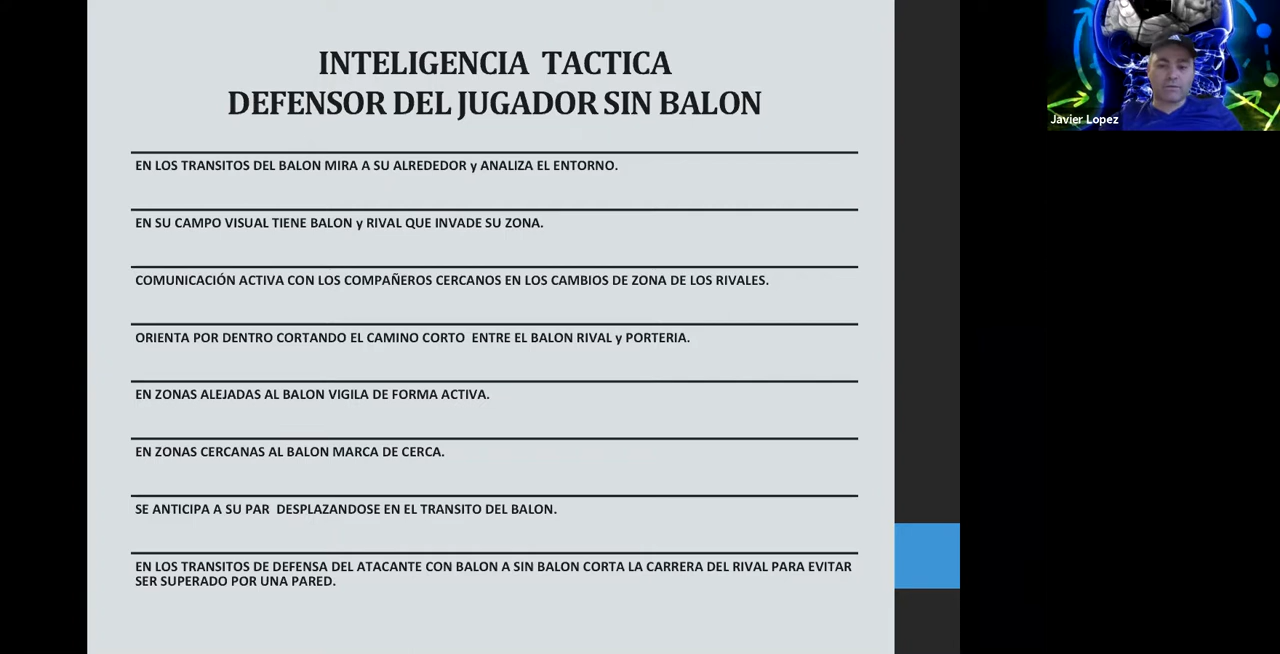 INTELIGENCIA TACTICA
DEFENSOR DEL JUGADOR SIN BALON
EN LOS TRANSITOS DEL BALON MIRA A SU ALREDEDOR y ANALIZA EL ENTORNO.
EN SU CAMPO VISUAL TIENE BALON y RIVAL QUE INVADE SU ZONA.
COMUNICACIÓN ACTIVA CON LOS COMPAÑEROS CERCANOS EN LOS CAMBIOS DE ZONA DE LOS RIVALES.
ORIENTA POR DENTRO CORTANDO EL CAMINO CORTO ENTRE EL BALON RIVAL y PORTERIA.
EN ZONAS ALEJADAS AL BALON VIGILA DE FORMA ACTIVA.
EN ZONAS CERCANAS AL BALON MARCA DE CERCA.
SE ANTICIPA A SU PAR DESPLAZANDOSE EN EL TRANSITO DEL BALON.
EN LOS TRANSITOS DE DEFENSA DEL ATACANTE CON BALON A SIN BALON CORTA LA CARRERA DEL RIVAL PARA EVITAR
SER SUPERADO POR UNA PARED.
Javier Lopez